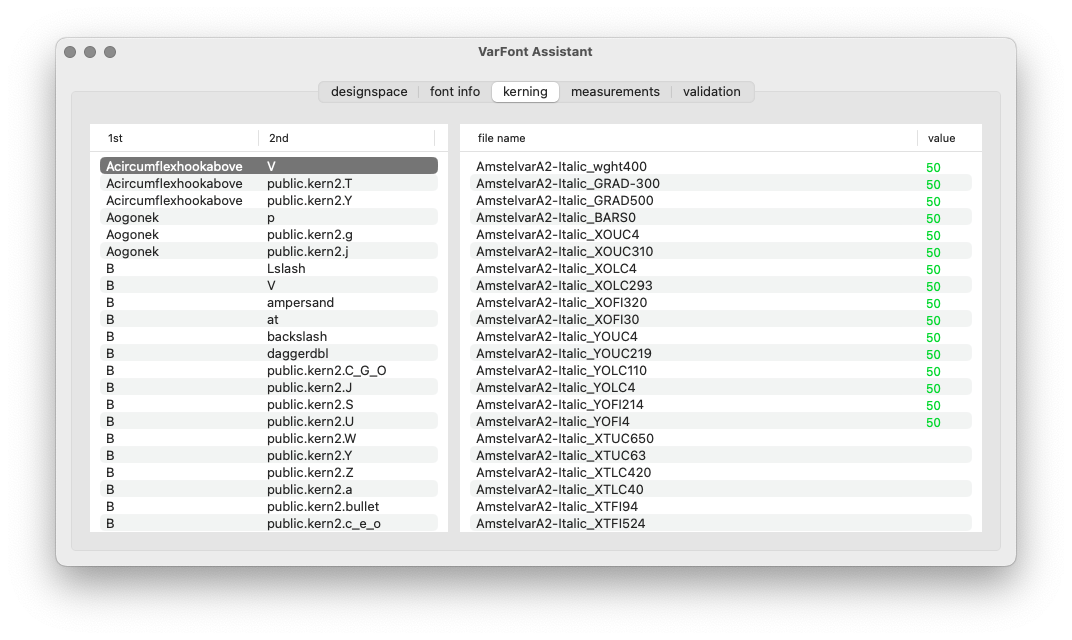 VarFont Assistant
designspace font info kerning measurements validation
1st 2nd
Acircumflexhookabove V
Acircumflexhookabove public.kern2.T
Acircumflexhookabove public.kern2.Y
Aogonek p
Aogonek public.kern2.g
Aogonek public.kern2.j
B Lslash
B V
B ampersand
B at
B backslash
B daggerdbl
B public.kern2.C_G_O
B public.kern2.J
B public.kern2.S
B public.kern2.U
B public.kern2.W
B public.kern2.Y
B public.kern2.Z
B public.kern2.a
B public.kern2.bullet
B public.kern2.c_e_o
file name value
AmstelvarA2-Italic_wght400 50
AmstelvarA2-Italic_GRAD-300 50
AmstelvarA2-Italic_GRAD500 50
AmstelvarA2-Italic_BARS0 50
AmstelvarA2-Italic_XOUC4 50
AmstelvarA2-Italic_XOUC310 50
AmstelvarA2-Italic_XOLC4 50
AmstelvarA2-Italic_XOLC293 50
AmstelvarA2-Italic_XOFI320 50
AmstelvarA2-Italic_XOFI30 50
AmstelvarA2-Italic_YOUC4 50
AmstelvarA2-Italic_YOUC219 50
AmstelvarA2-Italic_YOLC110 50
AmstelvarA2-Italic_YOLC4 50
AmstelvarA2-Italic_YOFI214 50
AmstelvarA2-Italic_YOFI4 50
AmstelvarA2-Italic_XTUC650
AmstelvarA2-Italic_XTUC63
AmstelvarA2-Italic_XTLC420
AmstelvarA2-Italic_XTLC40
AmstelvarA2-Italic_XTFI94
AmstelvarA2-Italic_XTFI524